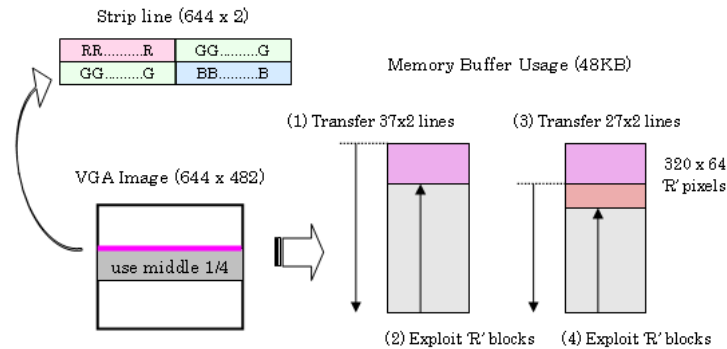 Strip line (644 x 2)
RR.........R GG.........G
GG.........G BB.........B
Memory Buffer Usage (48KB)
(1) Transfer 37x2 lines
(3) Transfer 27x2 lines
VGA Image (644 x 482)
320 x 64
'R' pixels
use middle 1/4
(2) Exploit 'R' blocks
(4) Exploit 'R' blocks